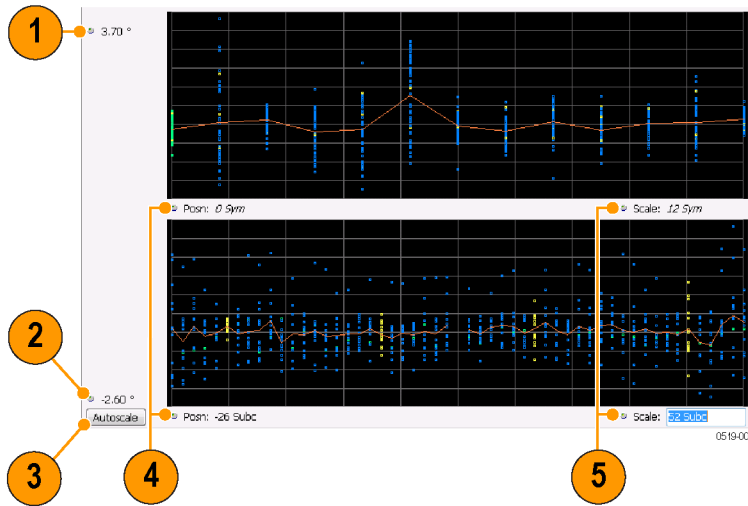 1
3.70 °
Posn: 0 Sym
Scale: 12 Sym
2
-2.60 °
Autoscale
Posn: -26 Subc
Scale: 52 Subc
0519-00
3
4
5